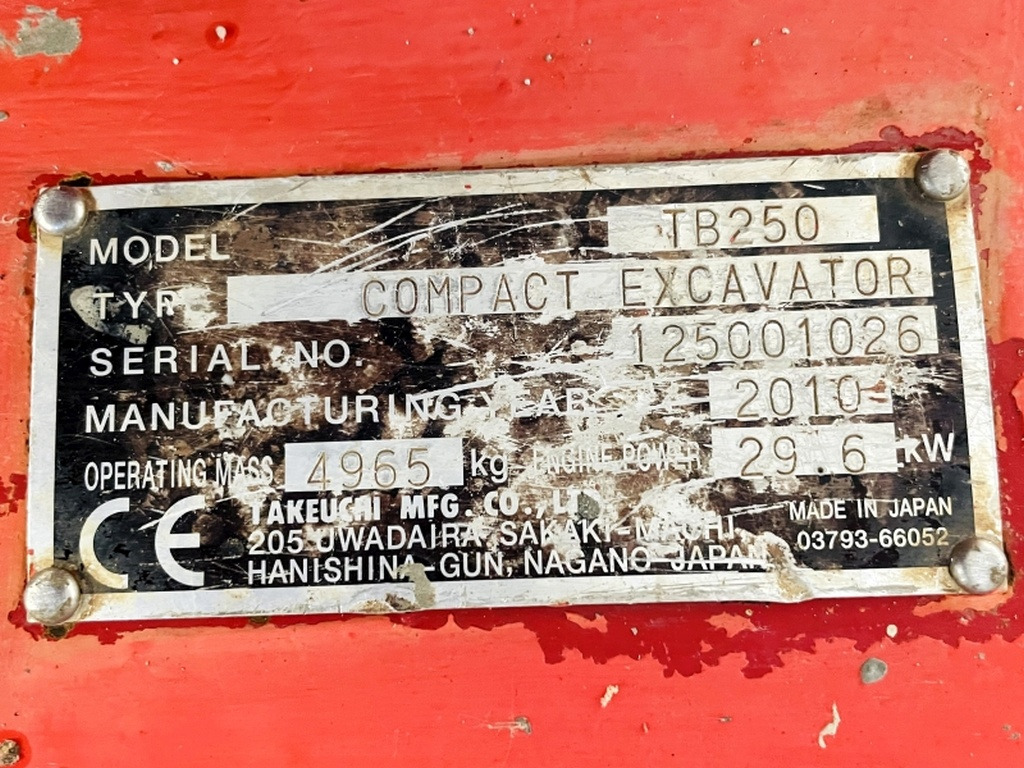 MODEL TB250
TYPE COMPACT EXCAVATOR
SERIAL NO. 125001026
MANUFACTURING YEAR 2010
OPERATING MASS 4965 kg ENGINE POWER 29.6 kW
CE
TAKEUCHI MFG. CO., LTD
205 UWADAIRA, SAKAKI-MACHI,
HANISHINA-GUN, NAGANO JAPAN
MADE IN JAPAN
03793-66052